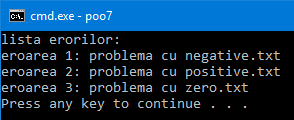 cmd.exe - poo7
lista erorilor:
eroarea 1: problema cu negative.txt
eroarea 2: problema cu positive.txt
eroarea 3: problema cu zero.txt
Press any key to continue . . .